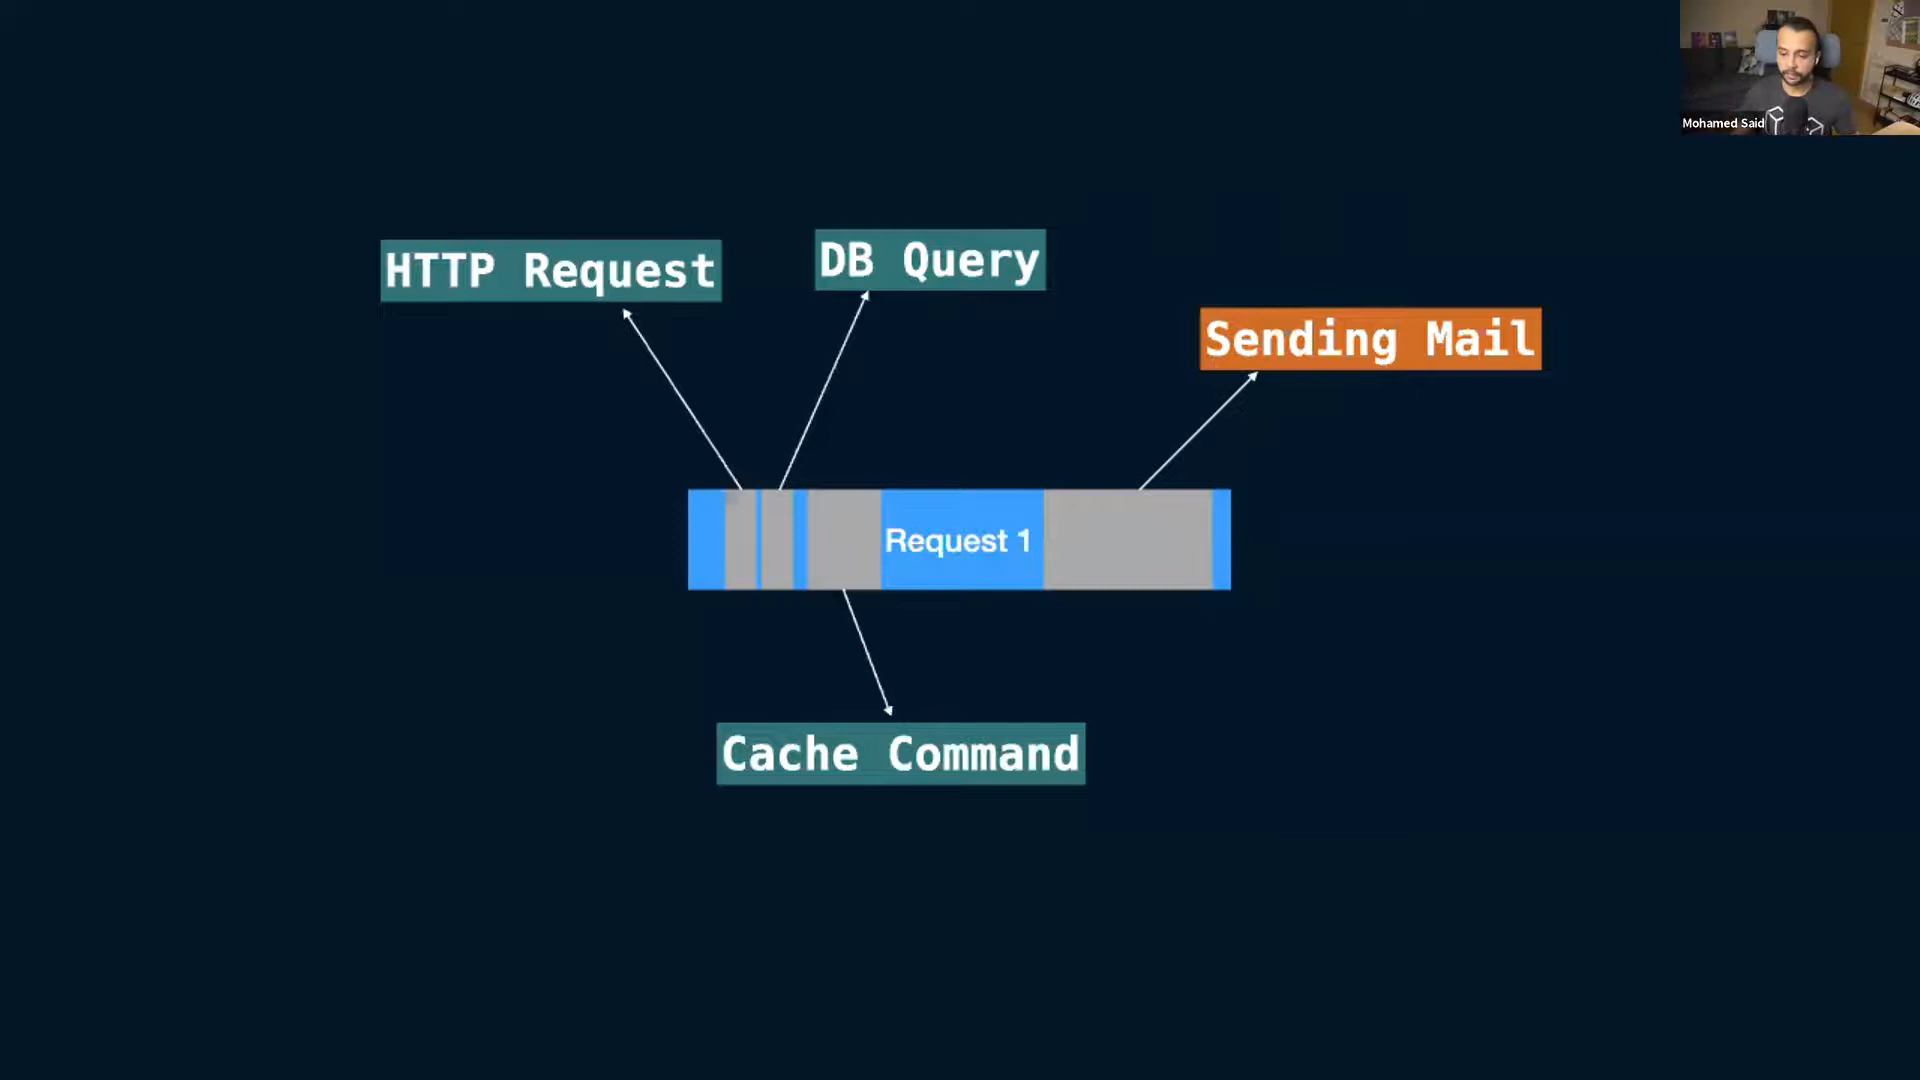 Mohamed Said
HTTP Request
DB Query
Sending Mail
Request 1
Cache Command